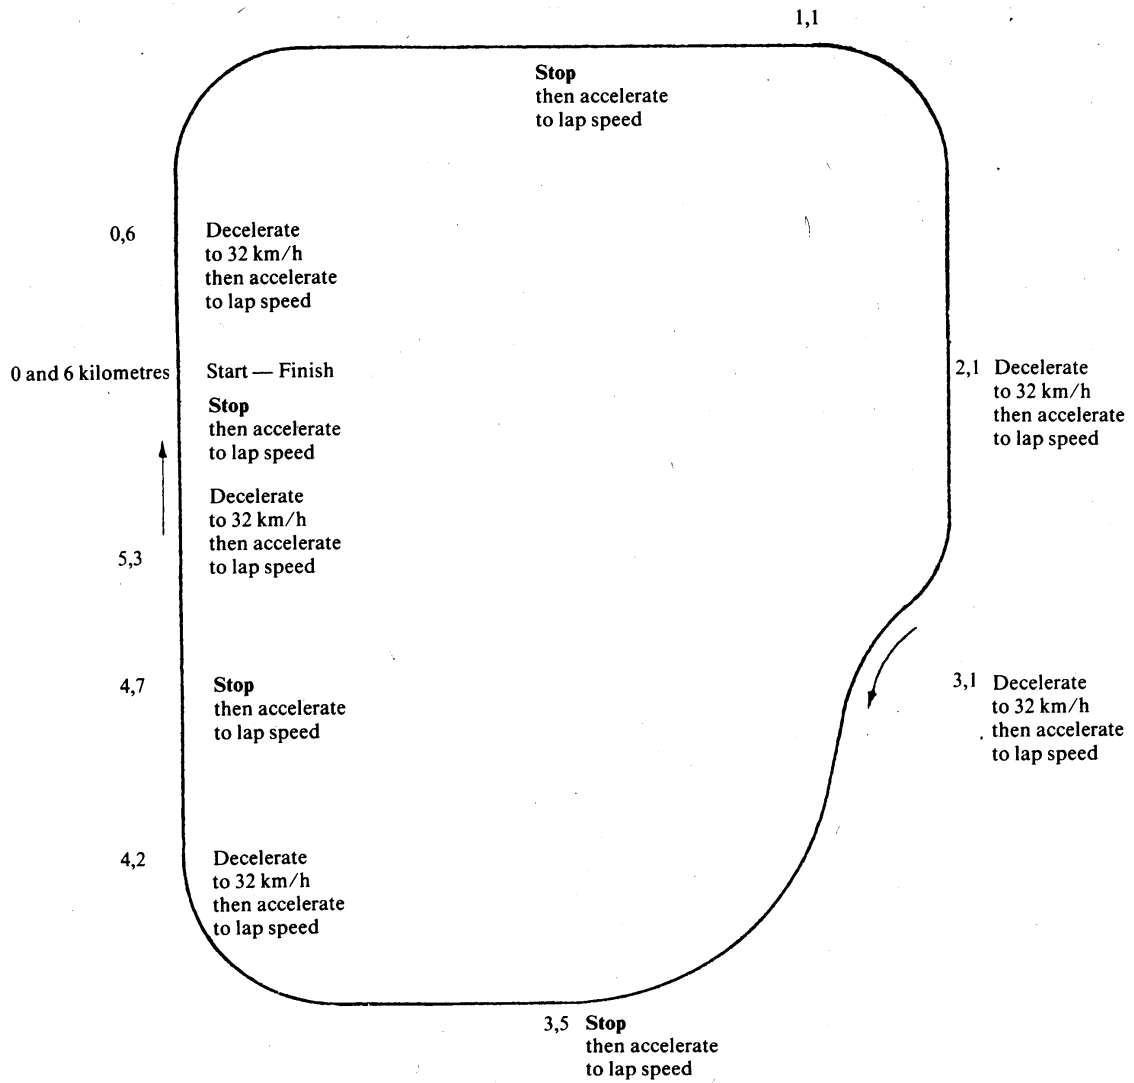 1,1
Stop
then accelerate
to lap speed
0,6
Decelerate
to 32 km/h
then accelerate
to lap speed
0 and 6 kilometres
Start — Finish
Stop
then accelerate
to lap speed
2,1
Decelerate
to 32 km/h
then accelerate
to lap speed
5,3
Decelerate
to 32 km/h
then accelerate
to lap speed
4,7
Stop
then accelerate
to lap speed
3,1
Decelerate
to 32 km/h
then accelerate
to lap speed
4,2
Decelerate
to 32 km/h
then accelerate
to lap speed
3,5
Stop
then accelerate
to lap speed